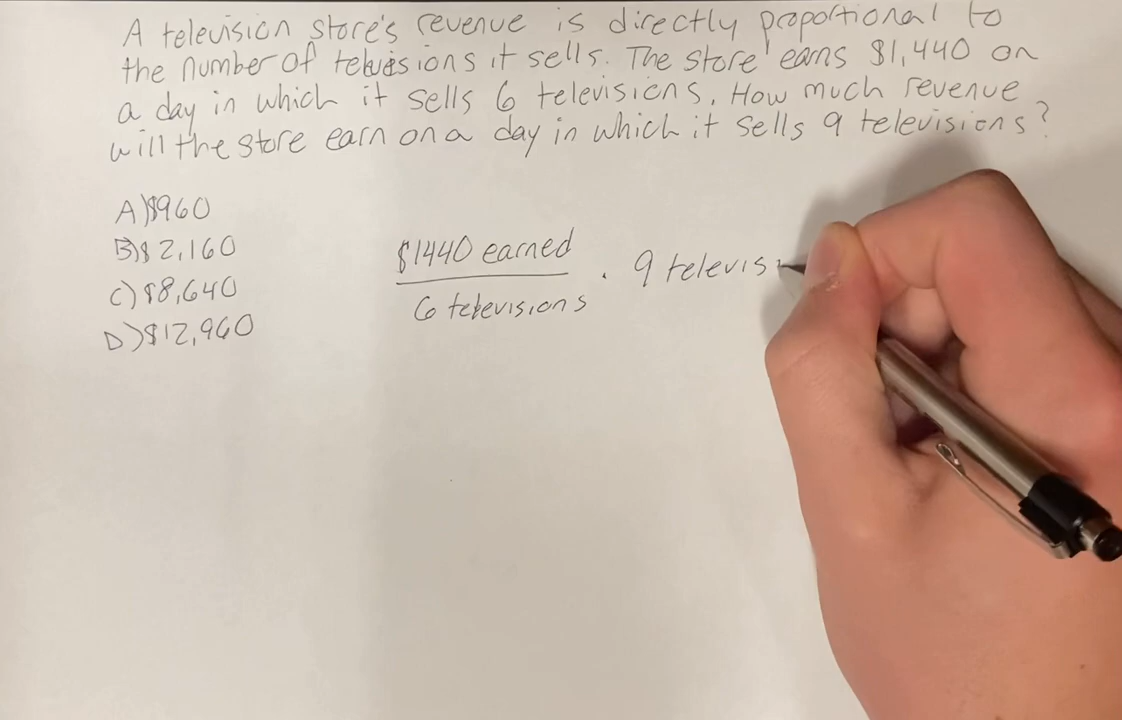 A television store's revenue is directly proportional to
the number of televisions it sells. The store earns $1,440 on
a day in which it sells 6 televisions. How much revenue
will the store earn on a day in which it sells 9 televisions?
A) $960
B) $2,160
C) $8,640
D) $12,960
$1440 earned
6 televisions
· 9 televis